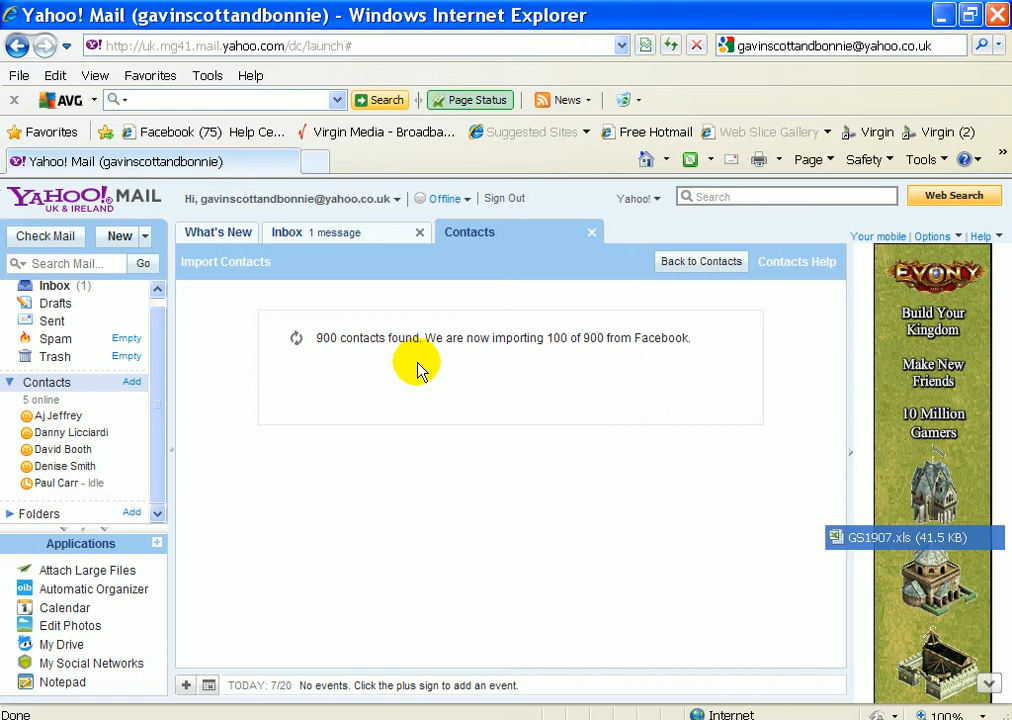 Yahoo! Mail (gavinscottandbonnie) - Windows Internet Explorer
http://uk.mg41.mail.yahoo.com/dc/launch#
gavinscottandbonnie@yahoo.co.uk
File Edit View Favorites Tools Help
AVG Search Page Status News
Favorites Facebook (75) Help Ce... Virgin Media - Broadba... Suggested Sites Free Hotmail Web Slice Gallery Virgin Virgin (2)
Yahoo! Mail (gavinscottandbonnie) Page Safety Tools
YAHOO! MAIL
UK & IRELAND
Hi, gavinscottandbonnie@yahoo.co.uk Offline Sign Out Yahoo! Search Web Search
Check Mail New What's New Inbox 1 message Contacts Your mobile Options Help
Search Mail... Go Import Contacts Back to Contacts Contacts Help
Inbox (1)
Drafts
Sent
Spam Empty
Trash Empty
Contacts Add
5 online
Aj Jeffrey
Danny Licciardi
David Booth
Denise Smith
Paul Carr - Idle
Folders Add
Applications
Attach Large Files
Automatic Organizer
Calendar
Edit Photos
My Drive
My Social Networks
Notepad
900 contacts found. We are now importing 100 of 900 from Facebook.
EVONY
Build Your
Kingdom
Make New
Friends
10 Million
Gamers
GS1907.xls (41.5 KB)
TODAY: 7/20 No events. Click the plus sign to add an event.
Done Internet 100%